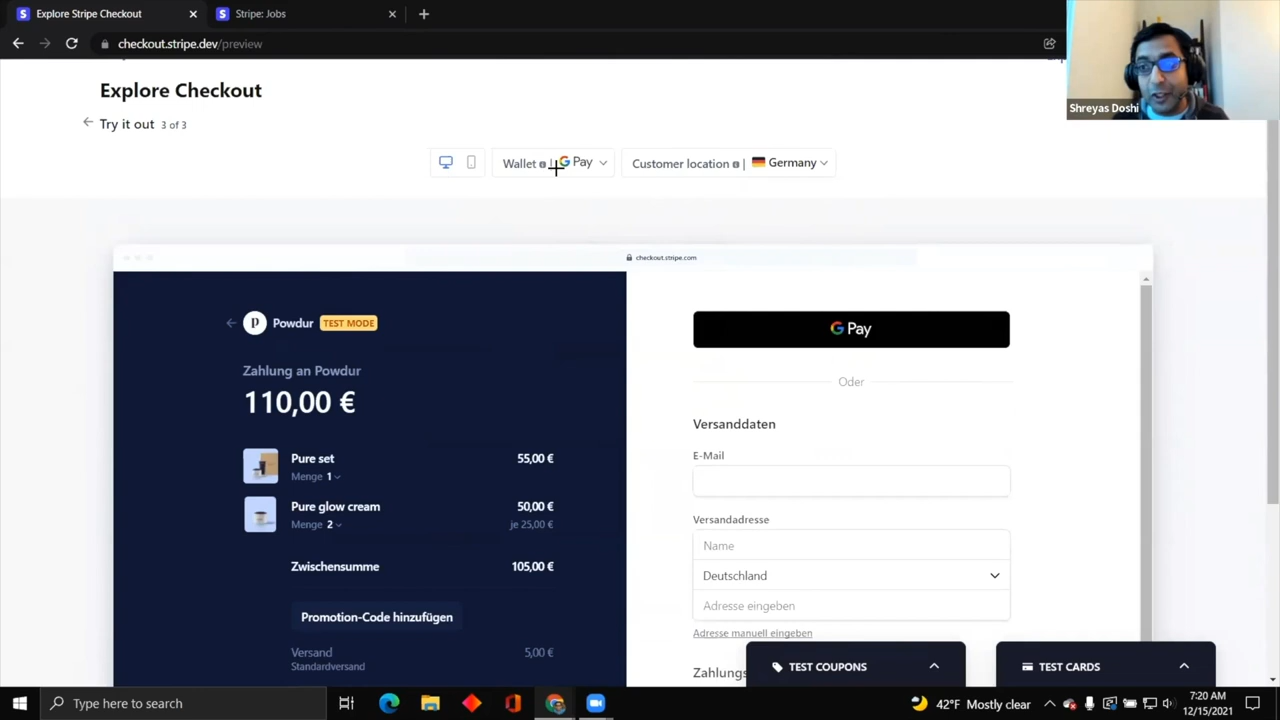 Explore Stripe Checkout
Stripe: Jobs
checkout.stripe.dev/preview
Shreyas Doshi
Explore Checkout
Try it out 3 of 3
Wallet | G Pay
Customer location | Germany
checkout.stripe.com
P Powdur TEST MODE
Zahlung an Powdur
110,00 €
Pure set 55,00 €
Menge 1
Pure glow cream 50,00 €
Menge 2 je 25,00 €
Zwischensumme 105,00 €
Promotion-Code hinzufügen
Versand 5,00 €
Standardversand
G Pay
Oder
Versanddaten
E-Mail
Versandadresse
Name
Deutschland
Adresse eingeben
Adresse manuell eingeben
TEST COUPONS
TEST CARDS
Type here to search
42°F Mostly clear
7:20 AM
12/15/2021